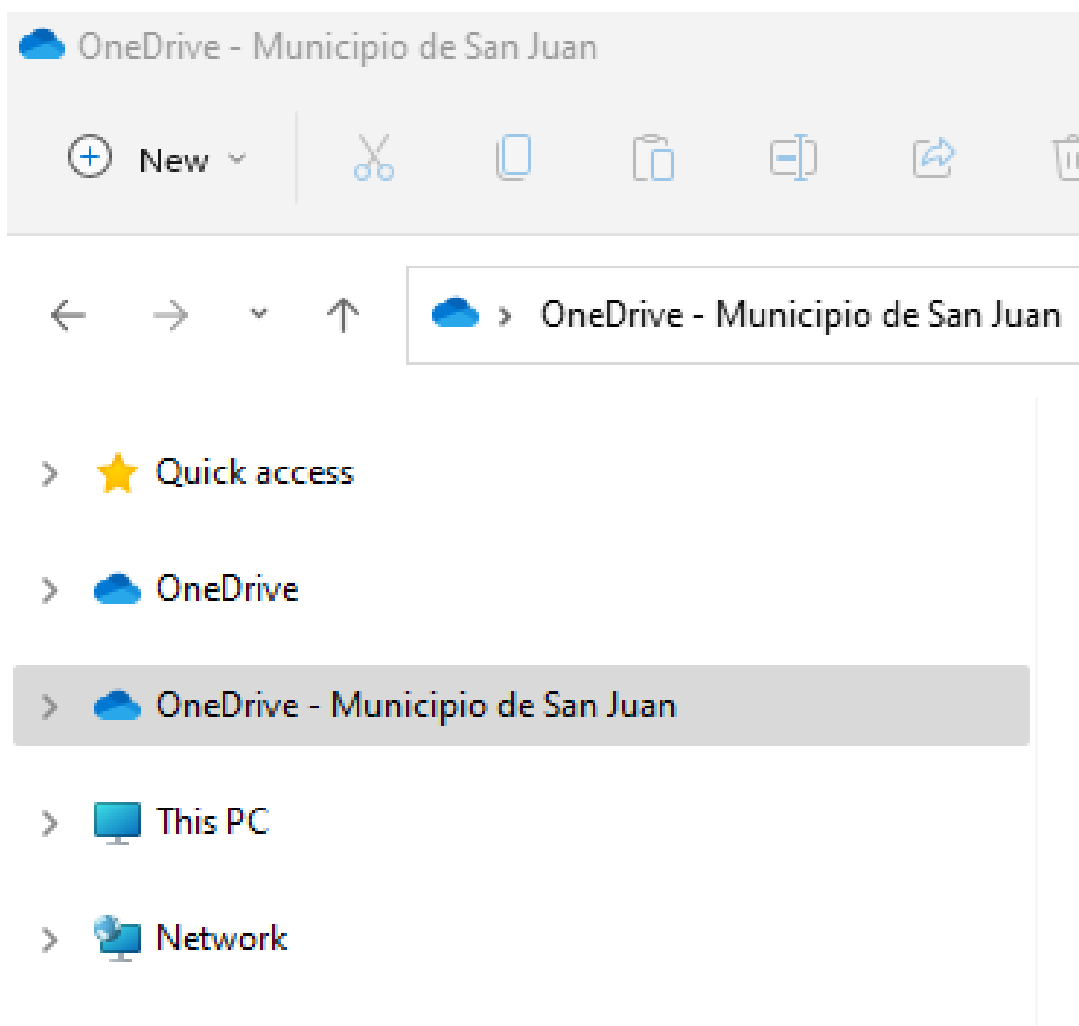 OneDrive - Municipio de San Juan
New
OneDrive - Municipio de San Juan
Quick access
OneDrive
OneDrive - Municipio de San Juan
This PC
Network